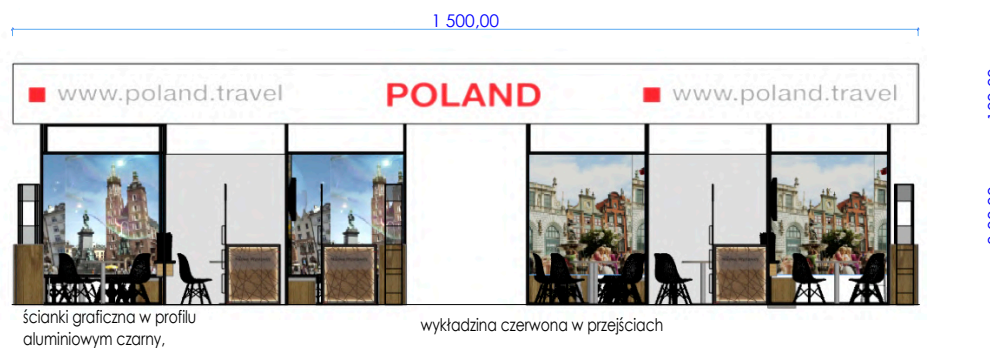 1 500,00
www.poland.travel POLAND www.poland.travel
ścianki graficzna w profilu
aluminiowym czarny,
wykładzina czerwona w przejściach